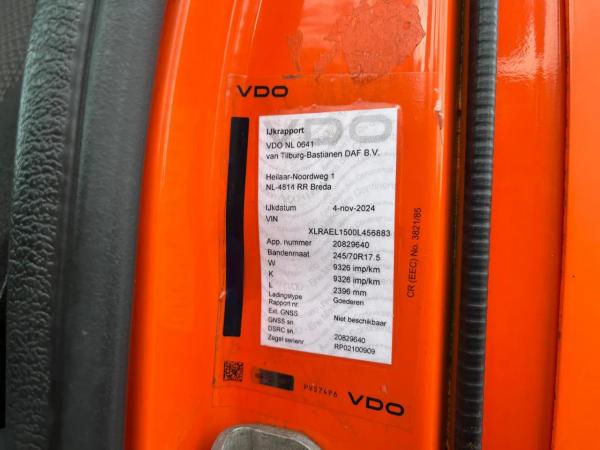 VDO
VDO
IJkrapport
VDO NL 0641
van Tilburg-Bastianen DAF B.V.
Heilaar-Noordweg 1
NL-4814 RR Breda
IJkdatum 4-nov-2024
VIN
XLRAEL1500L456883
App. nummer 20829640
Bandenmaat 245/70R17.5
W 9326 imp/km
K 9326 imp/km
L 2396 mm
Ladingstype Goederen
Rapport nr.
Ext. GNSS Niet beschikbaar
GNSS sn.
DSRC sn. 20829640
Zegel serienr. RP02100909
CR (EEC) No. 3821/85
PV57496
VDO